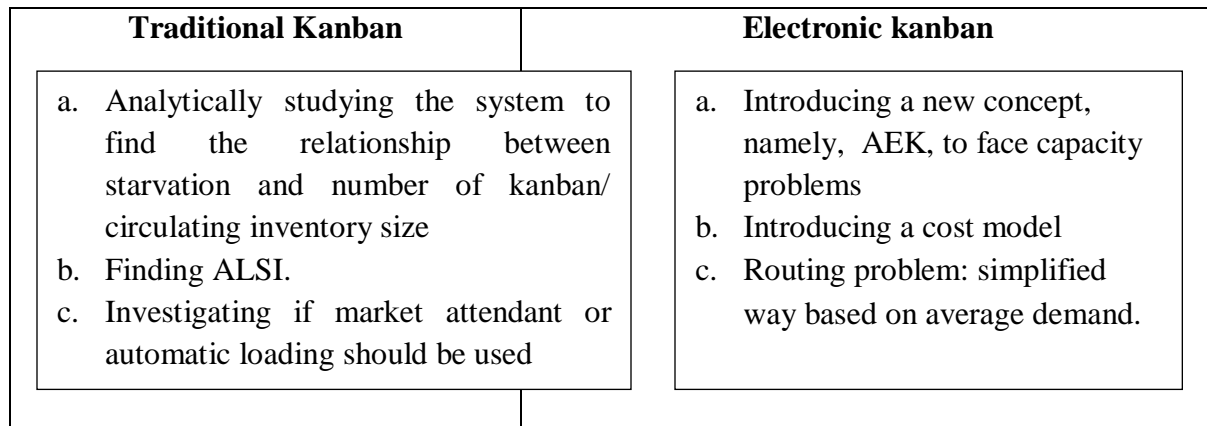 Traditional Kanban
Electronic kanban
a. Analytically studying the system to
find the relationship between
starvation and number of kanban/
circulating inventory size
b. Finding ALSI.
c. Investigating if market attendant or
automatic loading should be used
a. Introducing a new concept,
namely, AEK, to face capacity
problems
b. Introducing a cost model
c. Routing problem: simplified
way based on average demand.